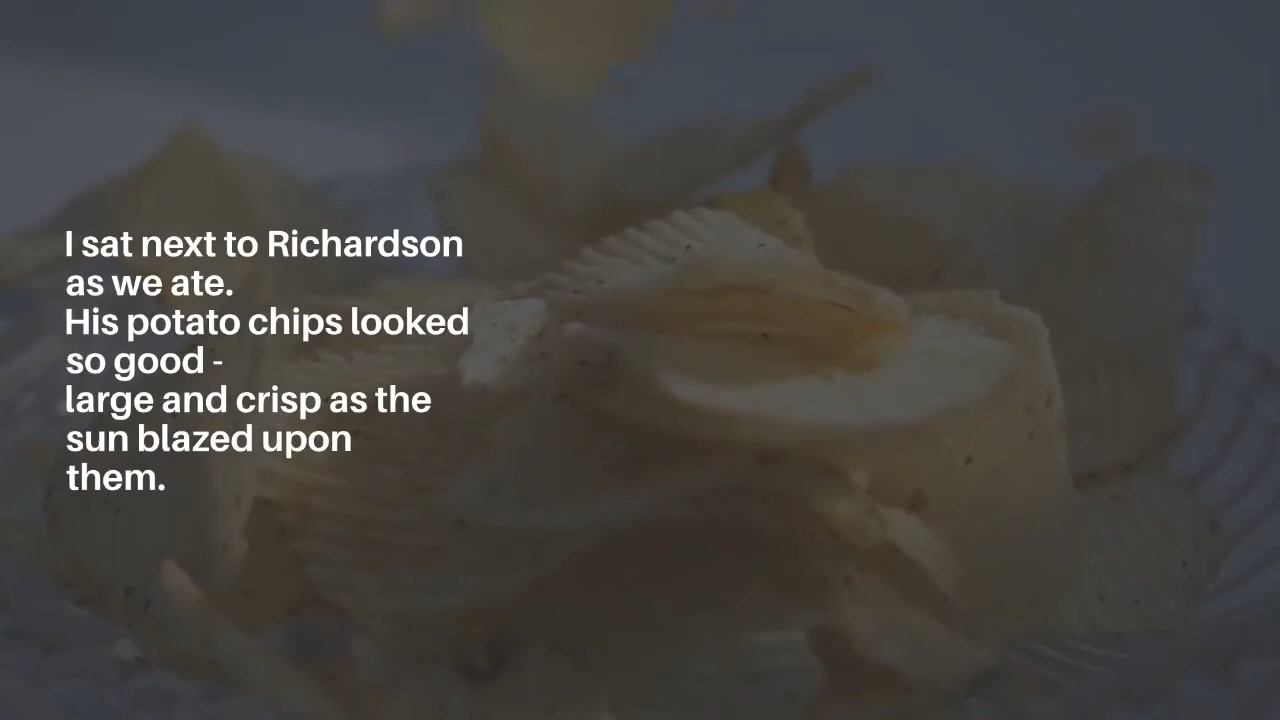 I sat next to Richardson
as we ate.
His potato chips looked
so good -
large and crisp as the
sun blazed upon
them.